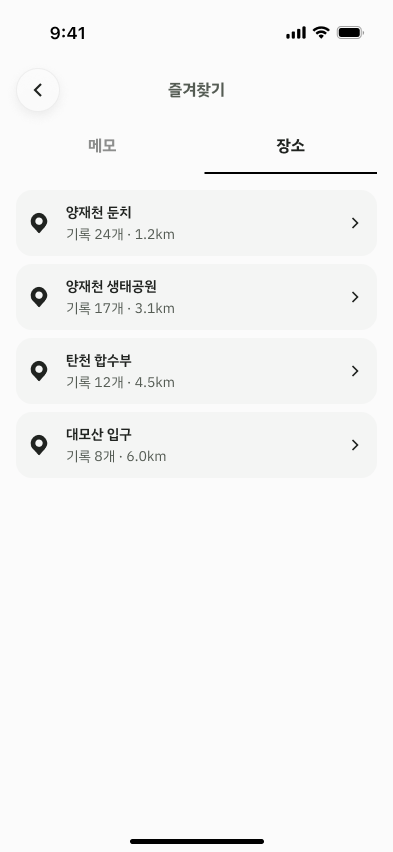 9:41
즐겨찾기
메모
장소
양재천 둔치
기록 24개 · 1.2km
양재천 생태공원
기록 17개 · 3.1km
탄천 합수부
기록 12개 · 4.5km
대모산 입구
기록 8개 · 6.0km